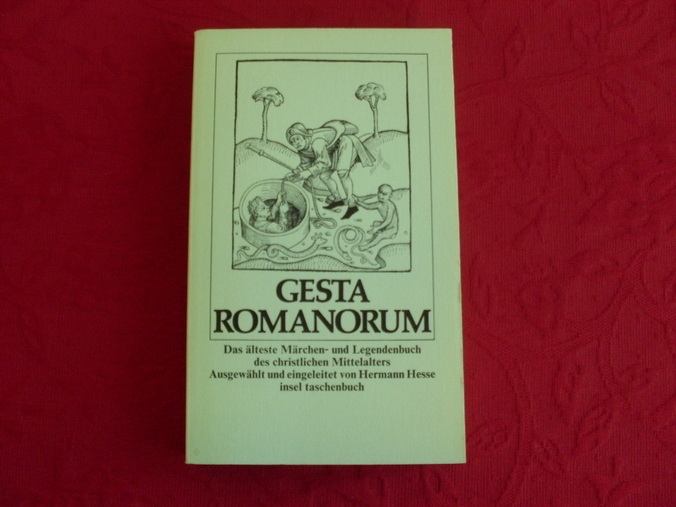 GESTA
ROMANORUM
Das älteste Märchen- und Legendenbuch
des christlichen Mittelalters
Ausgewählt und eingeleitet von Hermann Hesse
insel taschenbuch